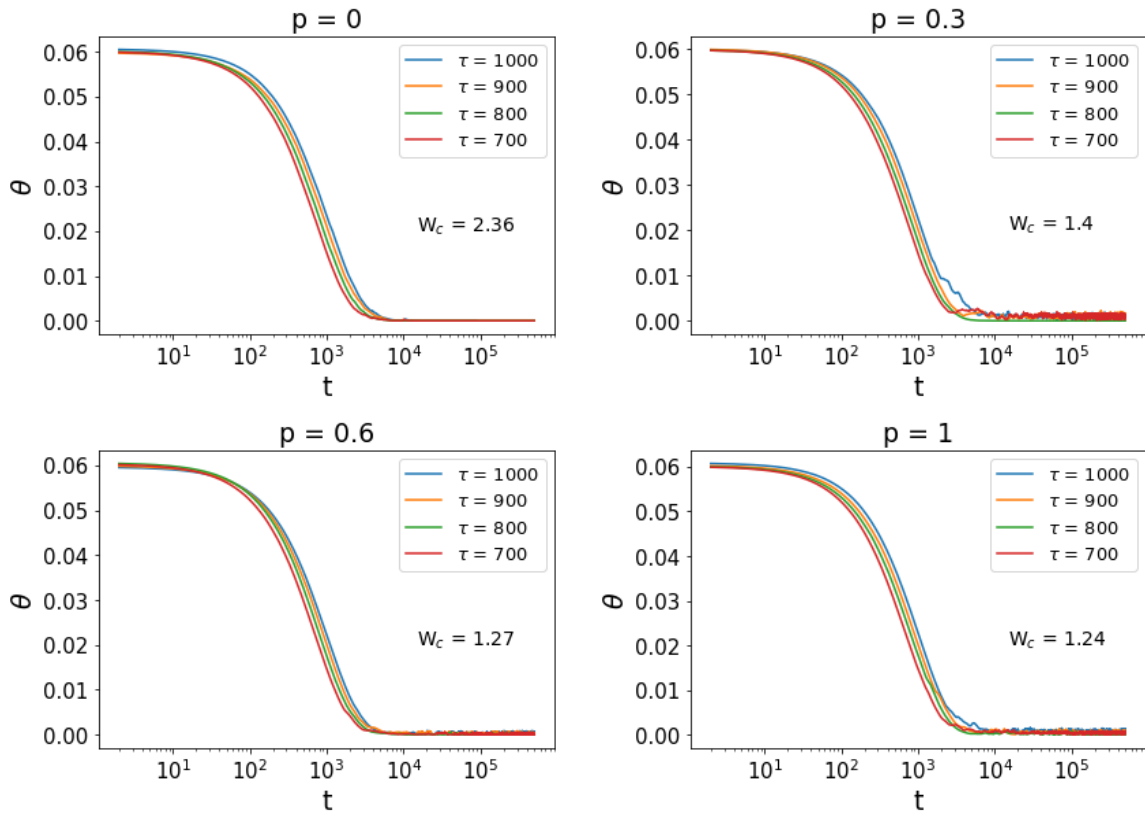 p = 0
0.06
0.05
0.04
0.03
0.02
0.01
0.00
θ
τ = 1000
τ = 900
τ = 800
τ = 700
W_c = 2.36
10^1
10^2
10^3
10^4
10^5
t
p = 0.3
0.06
0.05
0.04
0.03
0.02
0.01
0.00
θ
τ = 1000
τ = 900
τ = 800
τ = 700
W_c = 1.4
10^1
10^2
10^3
10^4
10^5
t
p = 0.6
0.06
0.05
0.04
0.03
0.02
0.01
0.00
θ
τ = 1000
τ = 900
τ = 800
τ = 700
W_c = 1.27
10^1
10^2
10^3
10^4
10^5
t
p = 1
0.06
0.05
0.04
0.03
0.02
0.01
0.00
θ
τ = 1000
τ = 900
τ = 800
τ = 700
W_c = 1.24
10^1
10^2
10^3
10^4
10^5
t